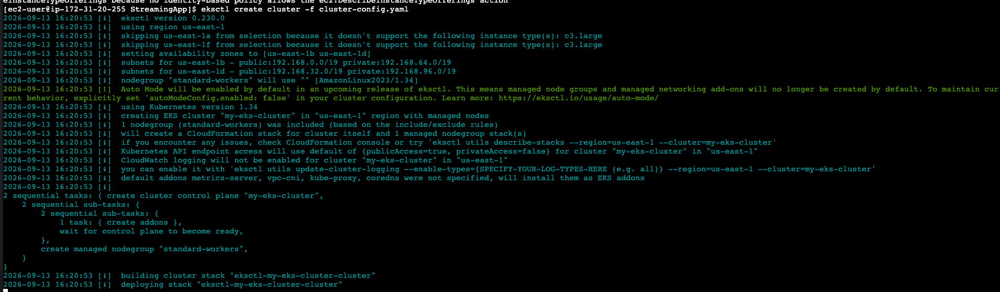 einstanceTypeOfferings because no identity-based policy allows the ec2:DescribeInstanceTypeOfferings action
[ec2-user@ip-172-31-20-255 StreamingApp]$ eksctl create cluster -f cluster-config.yaml
2026-09-13 16:20:53 [ℹ]  eksctl version 0.230.0
2026-09-13 16:20:53 [ℹ]  using region us-east-1
2026-09-13 16:20:53 [ℹ]  skipping us-east-1a from selection because it doesn't support the following instance type(s): c3.large
2026-09-13 16:20:53 [ℹ]  skipping us-east-1f from selection because it doesn't support the following instance type(s): c3.large
2026-09-13 16:20:53 [ℹ]  setting availability zones to [us-east-1b us-east-1d]
2026-09-13 16:20:53 [ℹ]  subnets for us-east-1b - public:192.168.0.0/19 private:192.168.64.0/19
2026-09-13 16:20:53 [ℹ]  subnets for us-east-1d - public:192.168.32.0/19 private:192.168.96.0/19
2026-09-13 16:20:53 [ℹ]  nodegroup "standard-workers" will use "" [AmazonLinux2023/1.34]
2026-09-13 16:20:53 [!]  Auto Mode will be enabled by default in an upcoming release of eksctl. This means managed node groups and managed networking add-ons will no longer be created by default. To maintain cur
rent behavior, explicitly set 'autoModeConfig.enabled: false' in your cluster configuration. Learn more: https://eksctl.io/usage/auto-mode/
2026-09-13 16:20:53 [ℹ]  using Kubernetes version 1.34
2026-09-13 16:20:53 [ℹ]  creating EKS cluster "my-eks-cluster" in "us-east-1" region with managed nodes
2026-09-13 16:20:53 [ℹ]  1 nodegroup (standard-workers) was included (based on the include/exclude rules)
2026-09-13 16:20:53 [ℹ]  will create a CloudFormation stack for cluster itself and 1 managed nodegroup stack(s)
2026-09-13 16:20:53 [ℹ]  if you encounter any issues, check CloudFormation console or try 'eksctl utils describe-stacks --region=us-east-1 --cluster=my-eks-cluster'
2026-09-13 16:20:53 [ℹ]  Kubernetes API endpoint access will use default of {publicAccess=true, privateAccess=false} for cluster "my-eks-cluster" in "us-east-1"
2026-09-13 16:20:53 [ℹ]  CloudWatch logging will not be enabled for cluster "my-eks-cluster" in "us-east-1"
2026-09-13 16:20:53 [ℹ]  you can enable it with 'eksctl utils update-cluster-logging --enable-types={SPECIFY-YOUR-LOG-TYPES-HERE (e.g. all)} --region=us-east-1 --cluster=my-eks-cluster'
2026-09-13 16:20:53 [ℹ]  default addons metrics-server, vpc-cni, kube-proxy, coredns were not specified, will install them as EKS addons
2026-09-13 16:20:53 [ℹ]
2 sequential tasks: { create cluster control plane "my-eks-cluster",
    2 sequential sub-tasks: {
        2 sequential sub-tasks: {
            1 task: { create addons },
            wait for control plane to become ready,
        },
        create managed nodegroup "standard-workers",
    }
}
2026-09-13 16:20:53 [ℹ]  building cluster stack "eksctl-my-eks-cluster-cluster"
2026-09-13 16:20:53 [ℹ]  deploying stack "eksctl-my-eks-cluster-cluster"